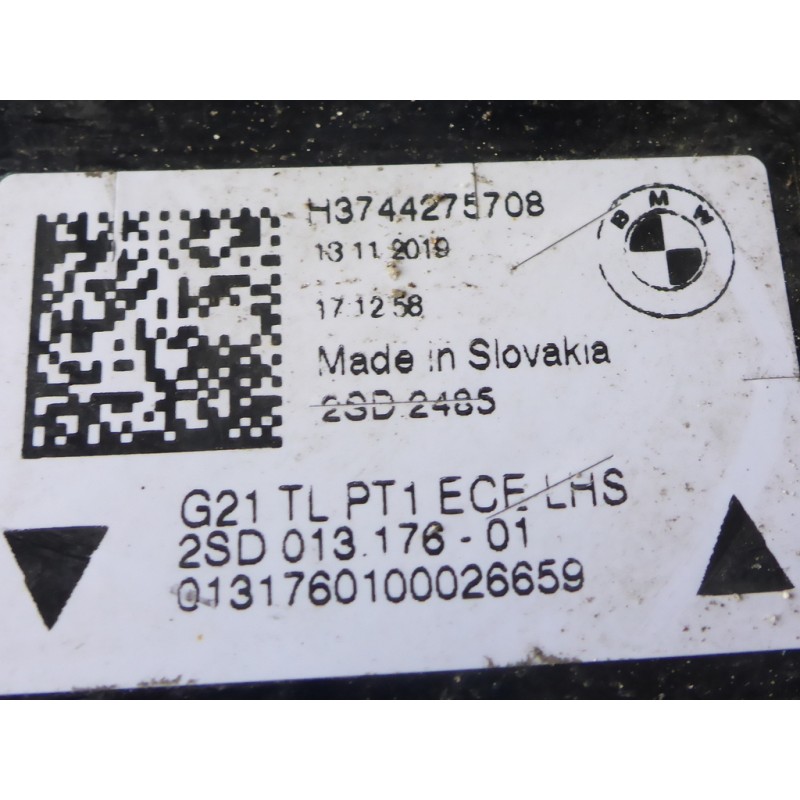 H3744275708
BMW
13 11 2019
17 12 58
Made in Slovakia
2SD 2485
G21 TL PT1 ECE LHS
2SD 013.176 - 01
0131760100026659